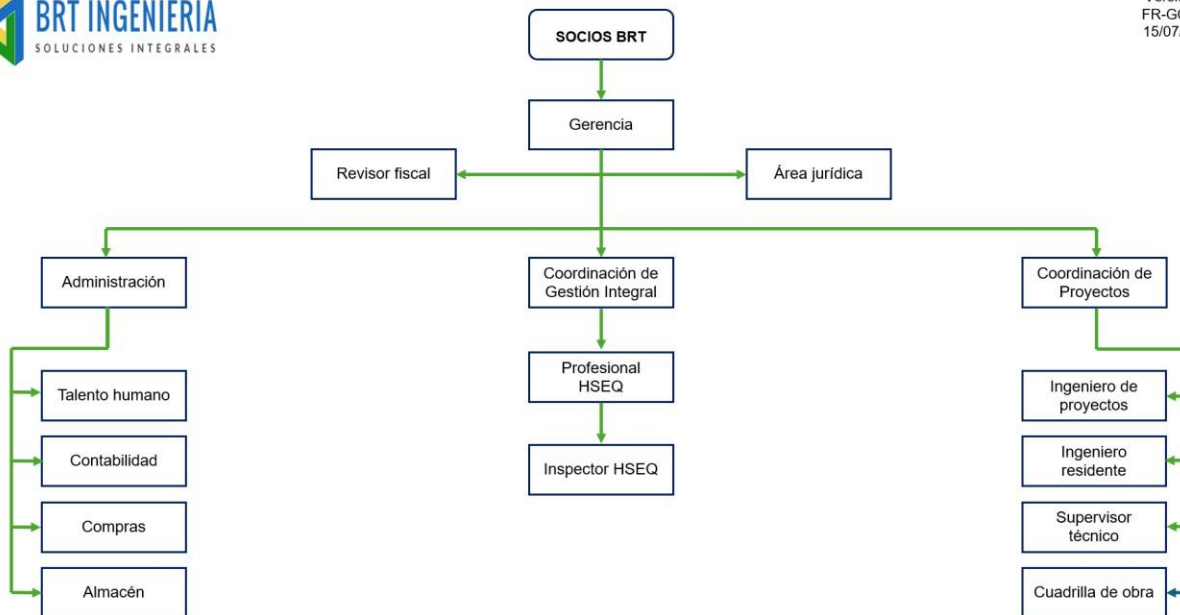 BRT INGENIERÍA
SOLUCIONES INTEGRALES
FR-GC
15/07/
SOCIOS BRT
Gerencia
Revisor fiscal
Área jurídica
Administración
Coordinación de
Gestión Integral
Coordinación de
Proyectos
Profesional
HSEQ
Talento humano
Ingeniero de
proyectos
Contabilidad
Inspector HSEQ
Ingeniero
residente
Compras
Supervisor
técnico
Almacén
Cuadrilla de obra